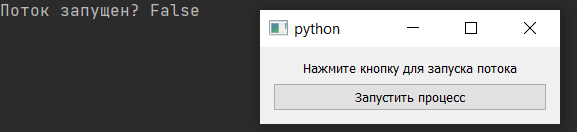 Поток запущен? False
python
Нажмите кнопку для запуска потока
Запустить процесс